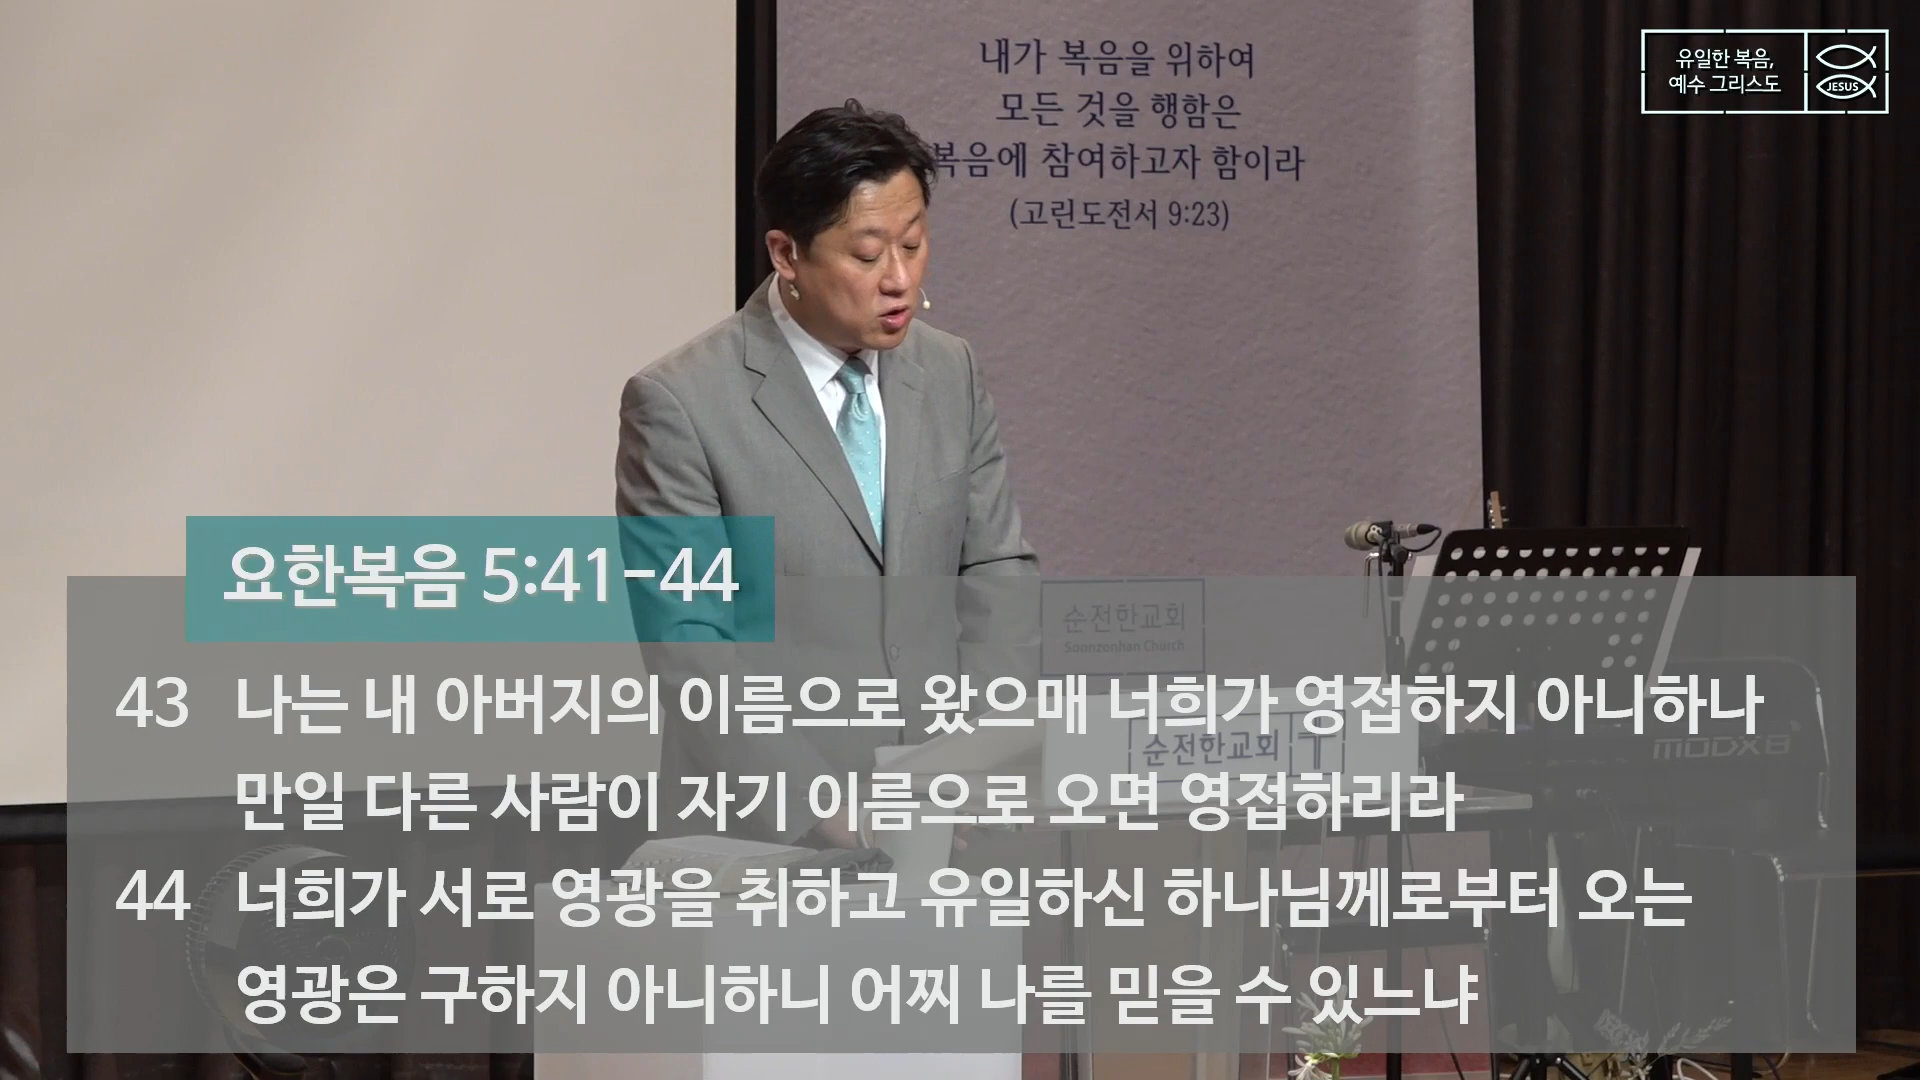 내가 복음을 위하여
모든 것을 행함은
복음에 참여하고자 함이라
(고린도전서 9:23)
유일한 복음,
예수 그리스도
JESUS
요한복음 5:41-44
순전한교회
Soonzonhan Church
43 나는 내 아버지의 이름으로 왔으매 너희가 영접하지 아니하나
만일 다른 사람이 자기 이름으로 오면 영접하리라
44 너희가 서로 영광을 취하고 유일하신 하나님께로부터 오는
영광은 구하지 아니하니 어찌 나를 믿을 수 있느냐
순전한교회
MODX8